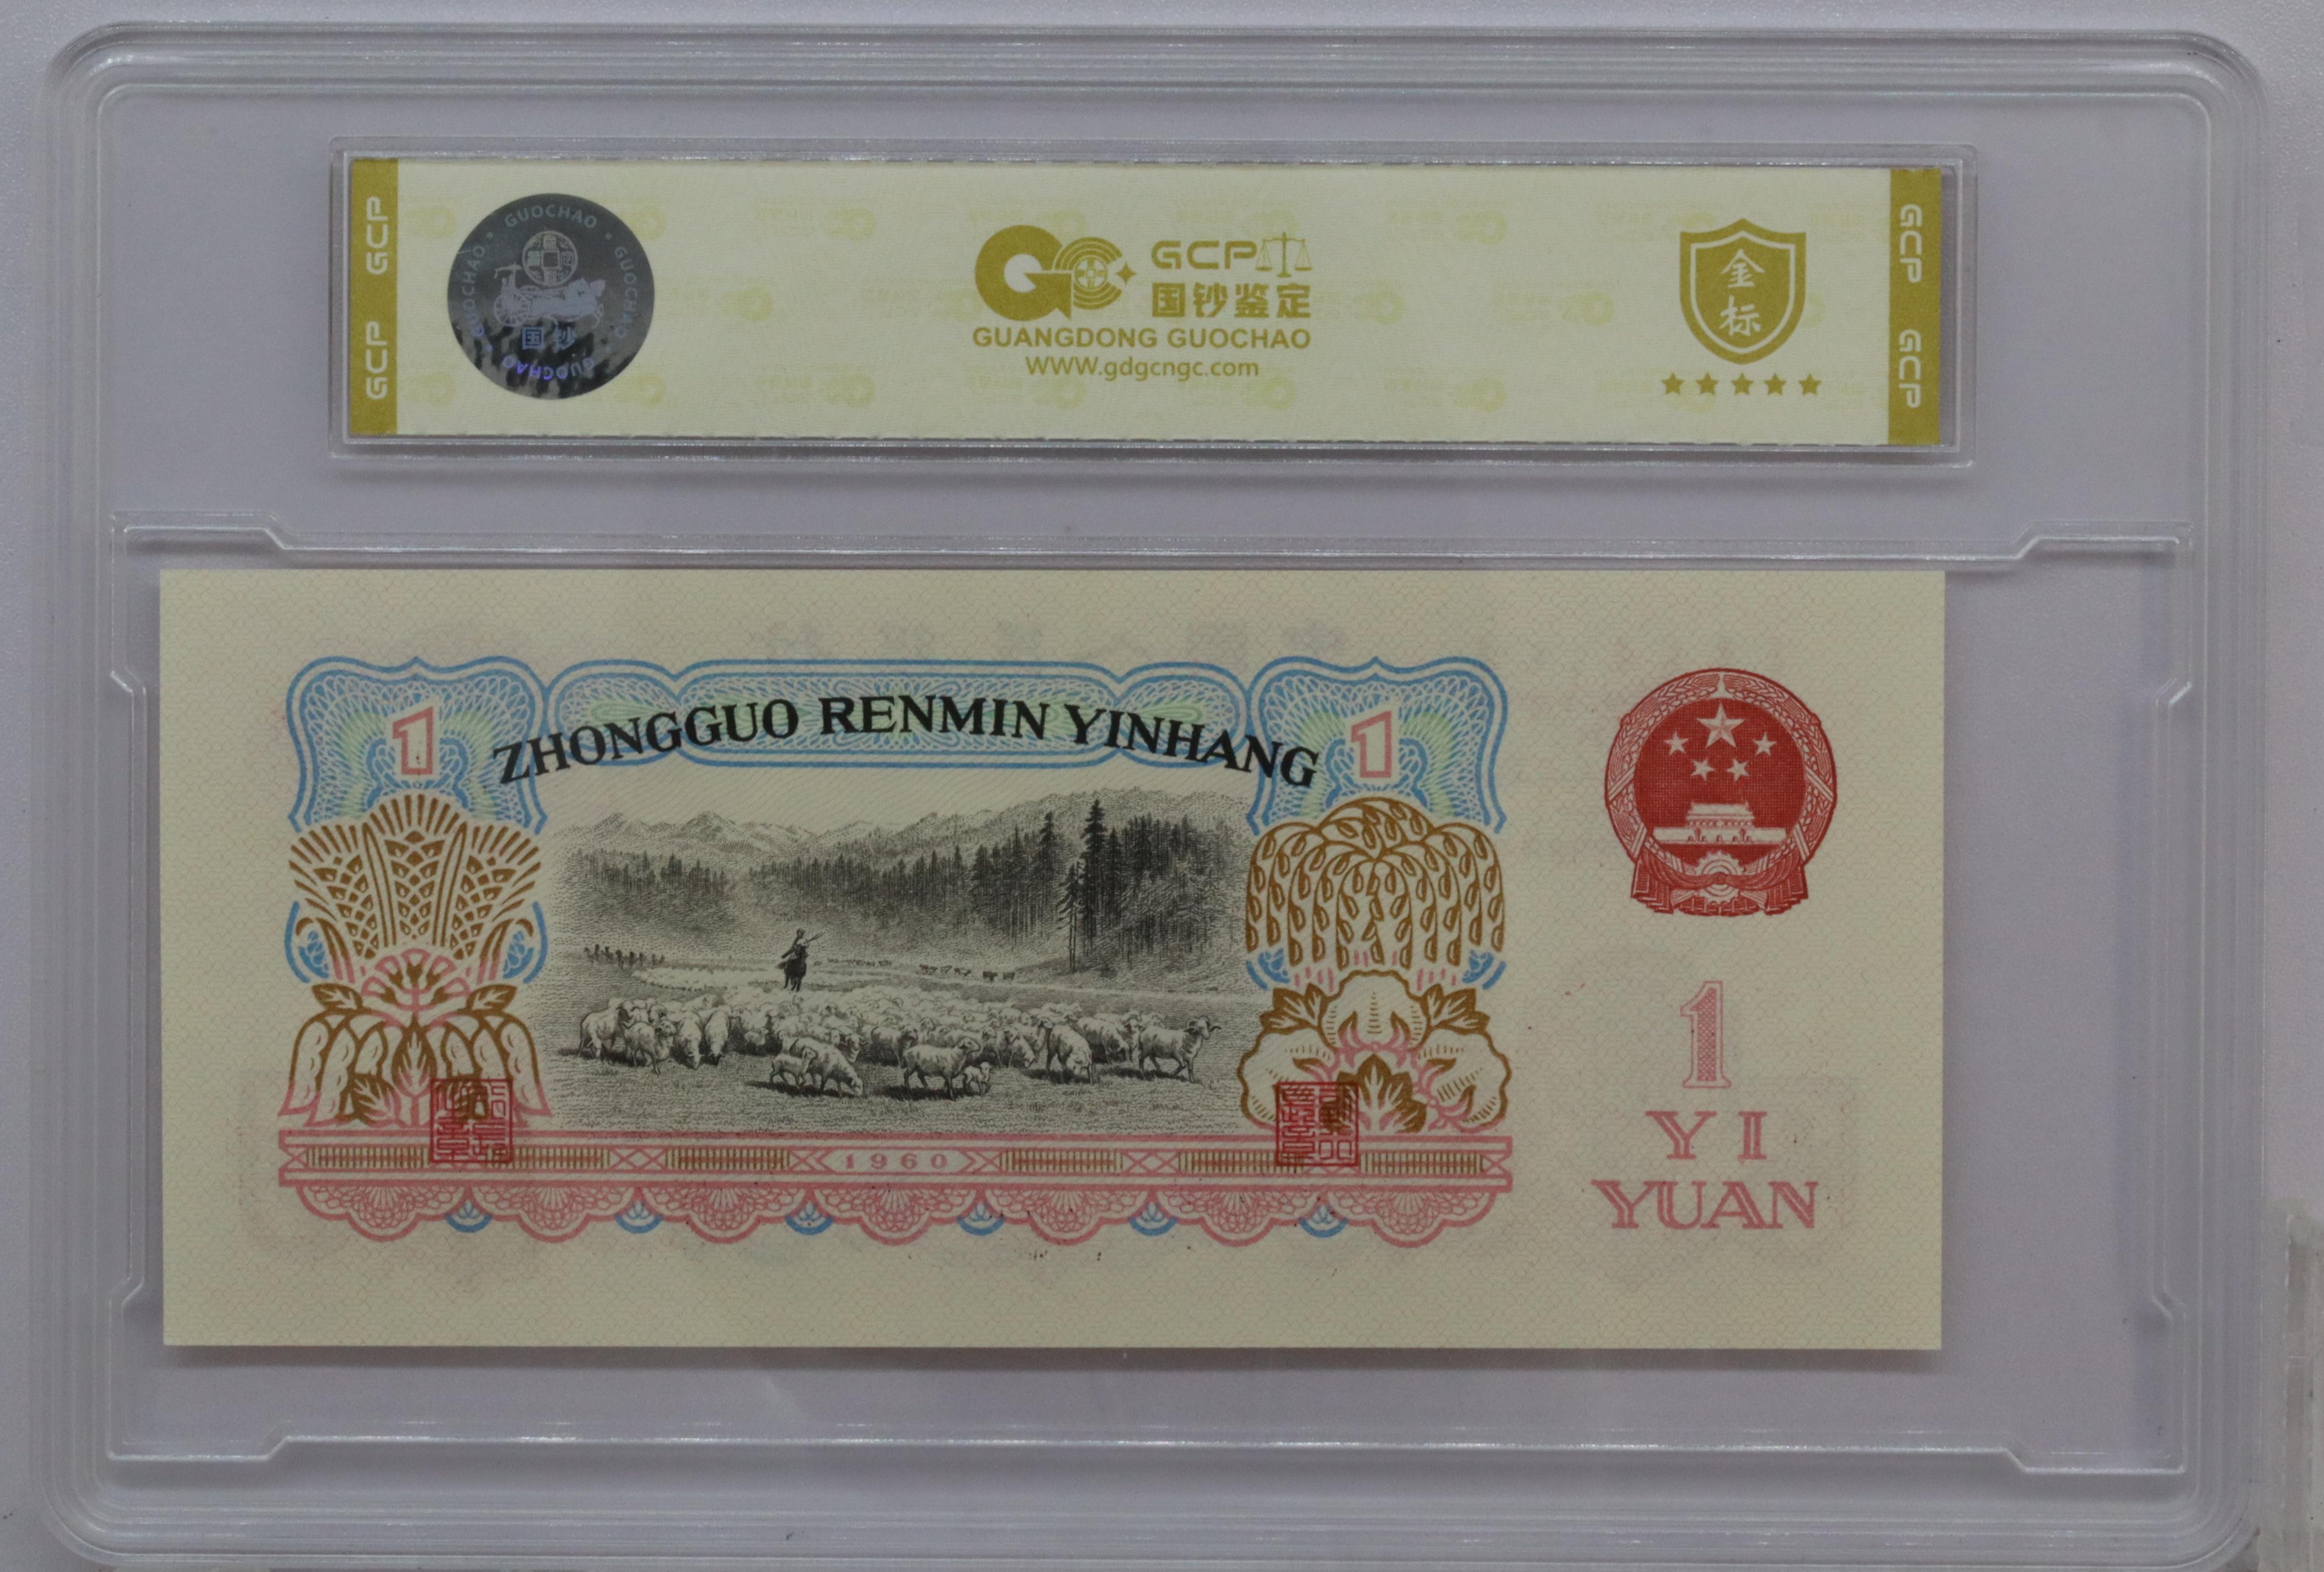 GCP GCP
GUOCHAO • GUOCHAO • GUOCHAO • GUOCHAO
国钞
GC GCP
国钞鉴定
GUANGDONG GUOCHAO
WWW.gdgcngc.com
金
标
GCP GCP
1
ZHONGGUO RENMIN YINHANG
1
1960
1
YI
YUAN